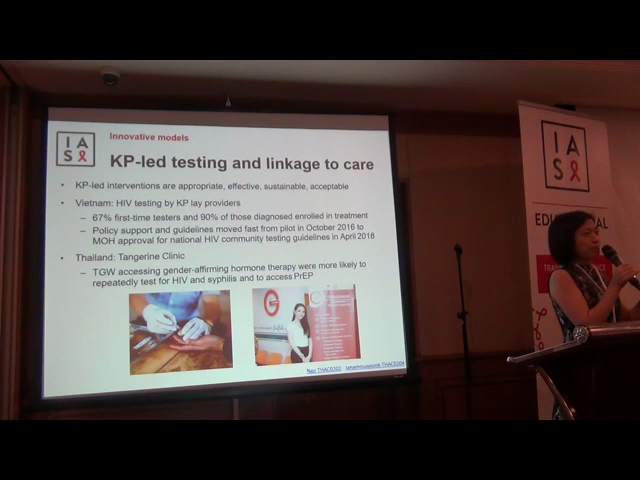 IAS
Innovative models
KP-led testing and linkage to care
• KP-led interventions are appropriate, effective, sustainable, acceptable
• Vietnam: HIV testing by KP lay providers
– 67% first-time testers and 90% of those diagnosed enrolled in treatment
– Policy support and guidelines moved fast from pilot in October 2016 to
MOH approval for national HIV community testing guidelines in April 2018
• Thailand: Tangerine Clinic
– TGW accessing gender-affirming hormone therapy were more likely to
repeatedly test for HIV and syphilis and to access PrEP
IAS